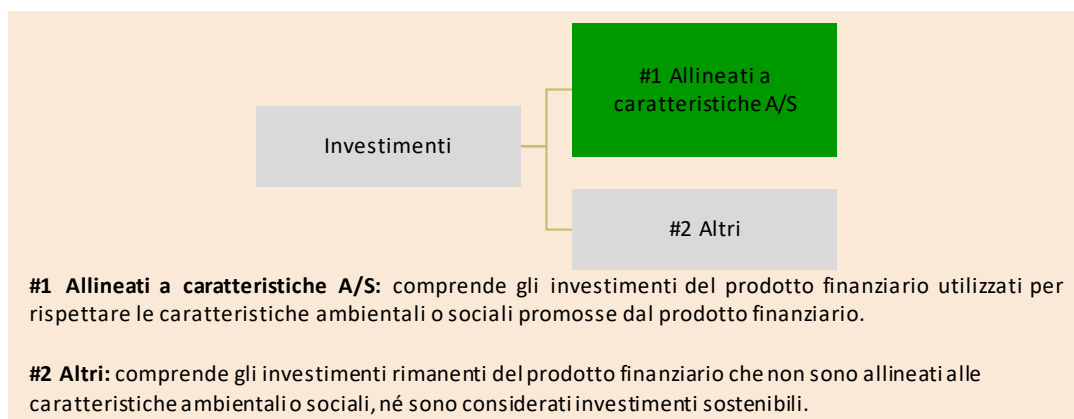 #1 Allineati a
caratteristiche A/S
Investimenti
#2 Altri
#1 Allineati a caratteristiche A/S: comprende gli investimenti del prodotto finanziario utilizzati per
rispettare le caratteristiche ambientali o sociali promosse dal prodotto finanziario.
#2 Altri: comprende gli investimenti rimanenti del prodotto finanziario che non sono allineati alle
caratteristiche ambientali o sociali, né sono considerati investimenti sostenibili.